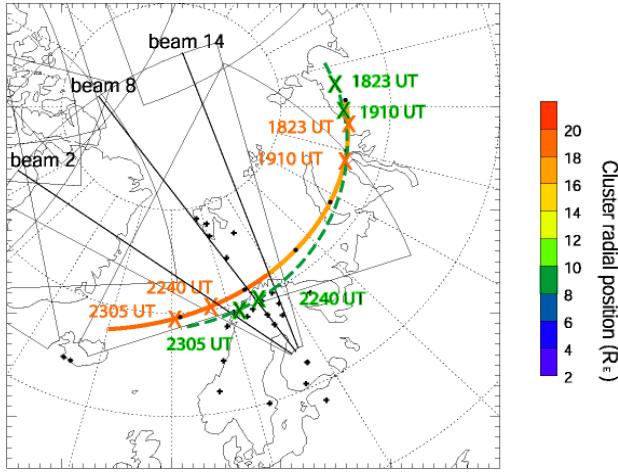 beam 14
beam 8
1823 UT
1910 UT
1823 UT
beam 2
1910 UT
2240 UT
2305 UT
2240 UT
2305 UT
20
18
16
14
12
10
8
6
4
2
Cluster radial position (R_E)